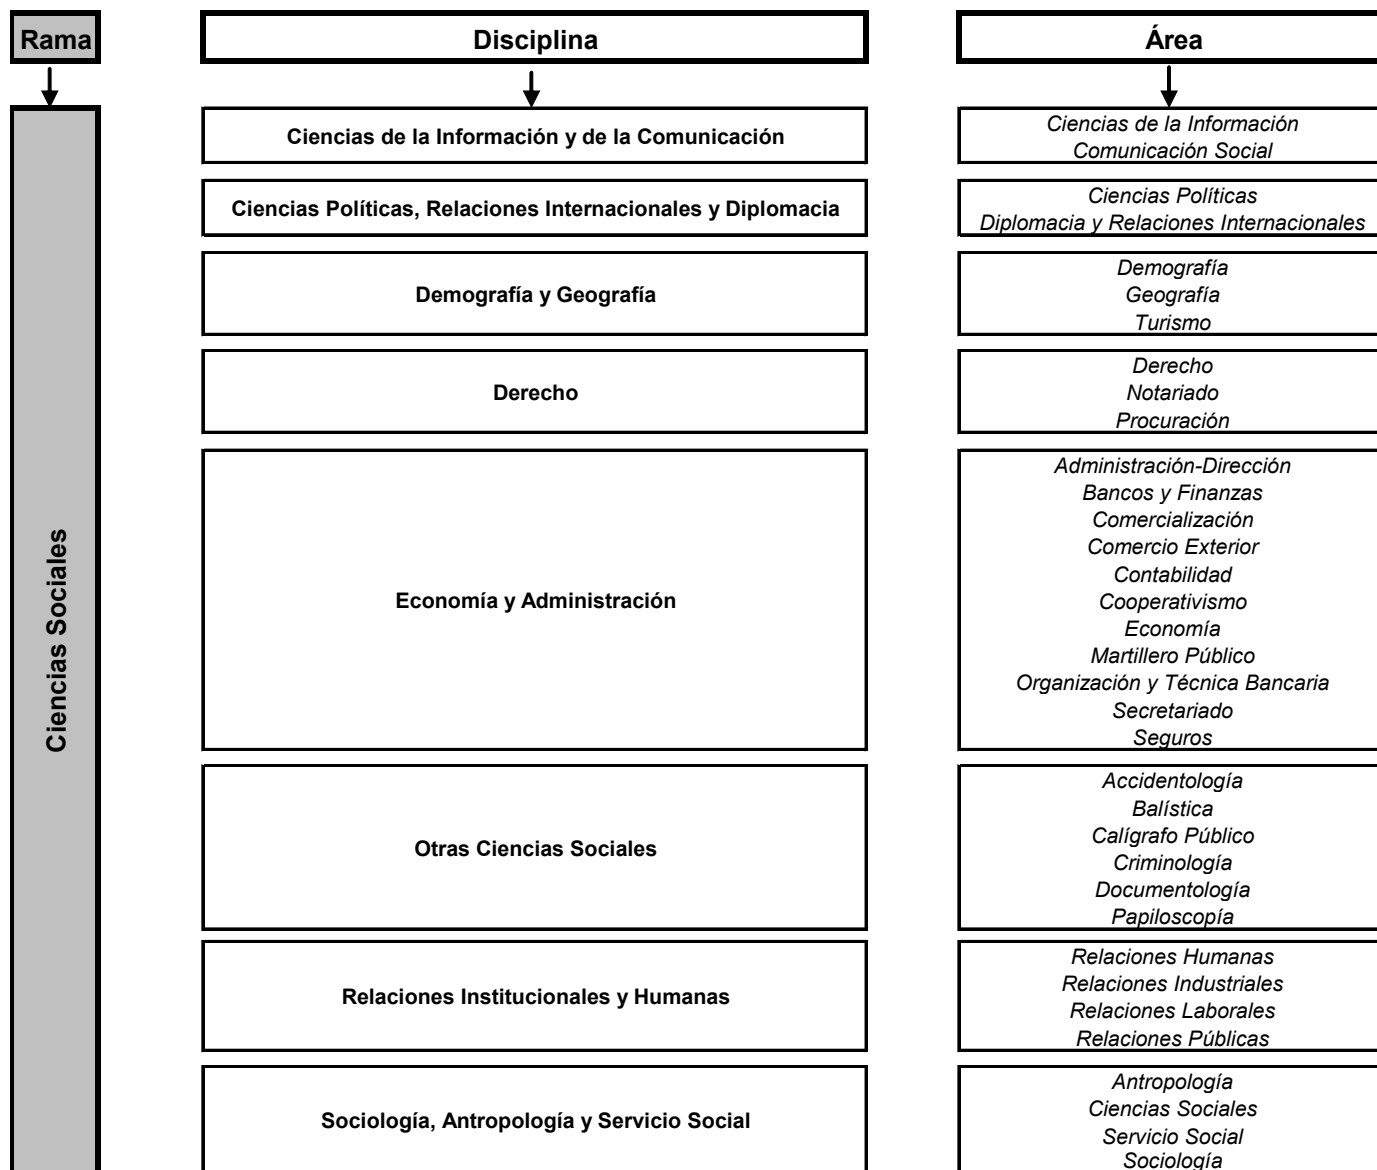 Rama
Disciplina
Área
Ciencias Sociales
Ciencias de la Información y de la Comunicación
Ciencias de la Información
Comunicación Social
Ciencias Políticas, Relaciones Internacionales y Diplomacia
Ciencias Políticas
Diplomacia y Relaciones Internacionales
Demografía y Geografía
Demografía
Geografía
Turismo
Derecho
Derecho
Notariado
Procuración
Economía y Administración
Administración-Dirección
Bancos y Finanzas
Comercialización
Comercio Exterior
Contabilidad
Cooperativismo
Economía
Martillero Público
Organización y Técnica Bancaria
Secretariado
Seguros
Otras Ciencias Sociales
Accidentología
Balística
Calígrafo Público
Criminología
Documentología
Papiloscopía
Relaciones Institucionales y Humanas
Relaciones Humanas
Relaciones Industriales
Relaciones Laborales
Relaciones Públicas
Sociología, Antropología y Servicio Social
Antropología
Ciencias Sociales
Servicio Social
Sociología